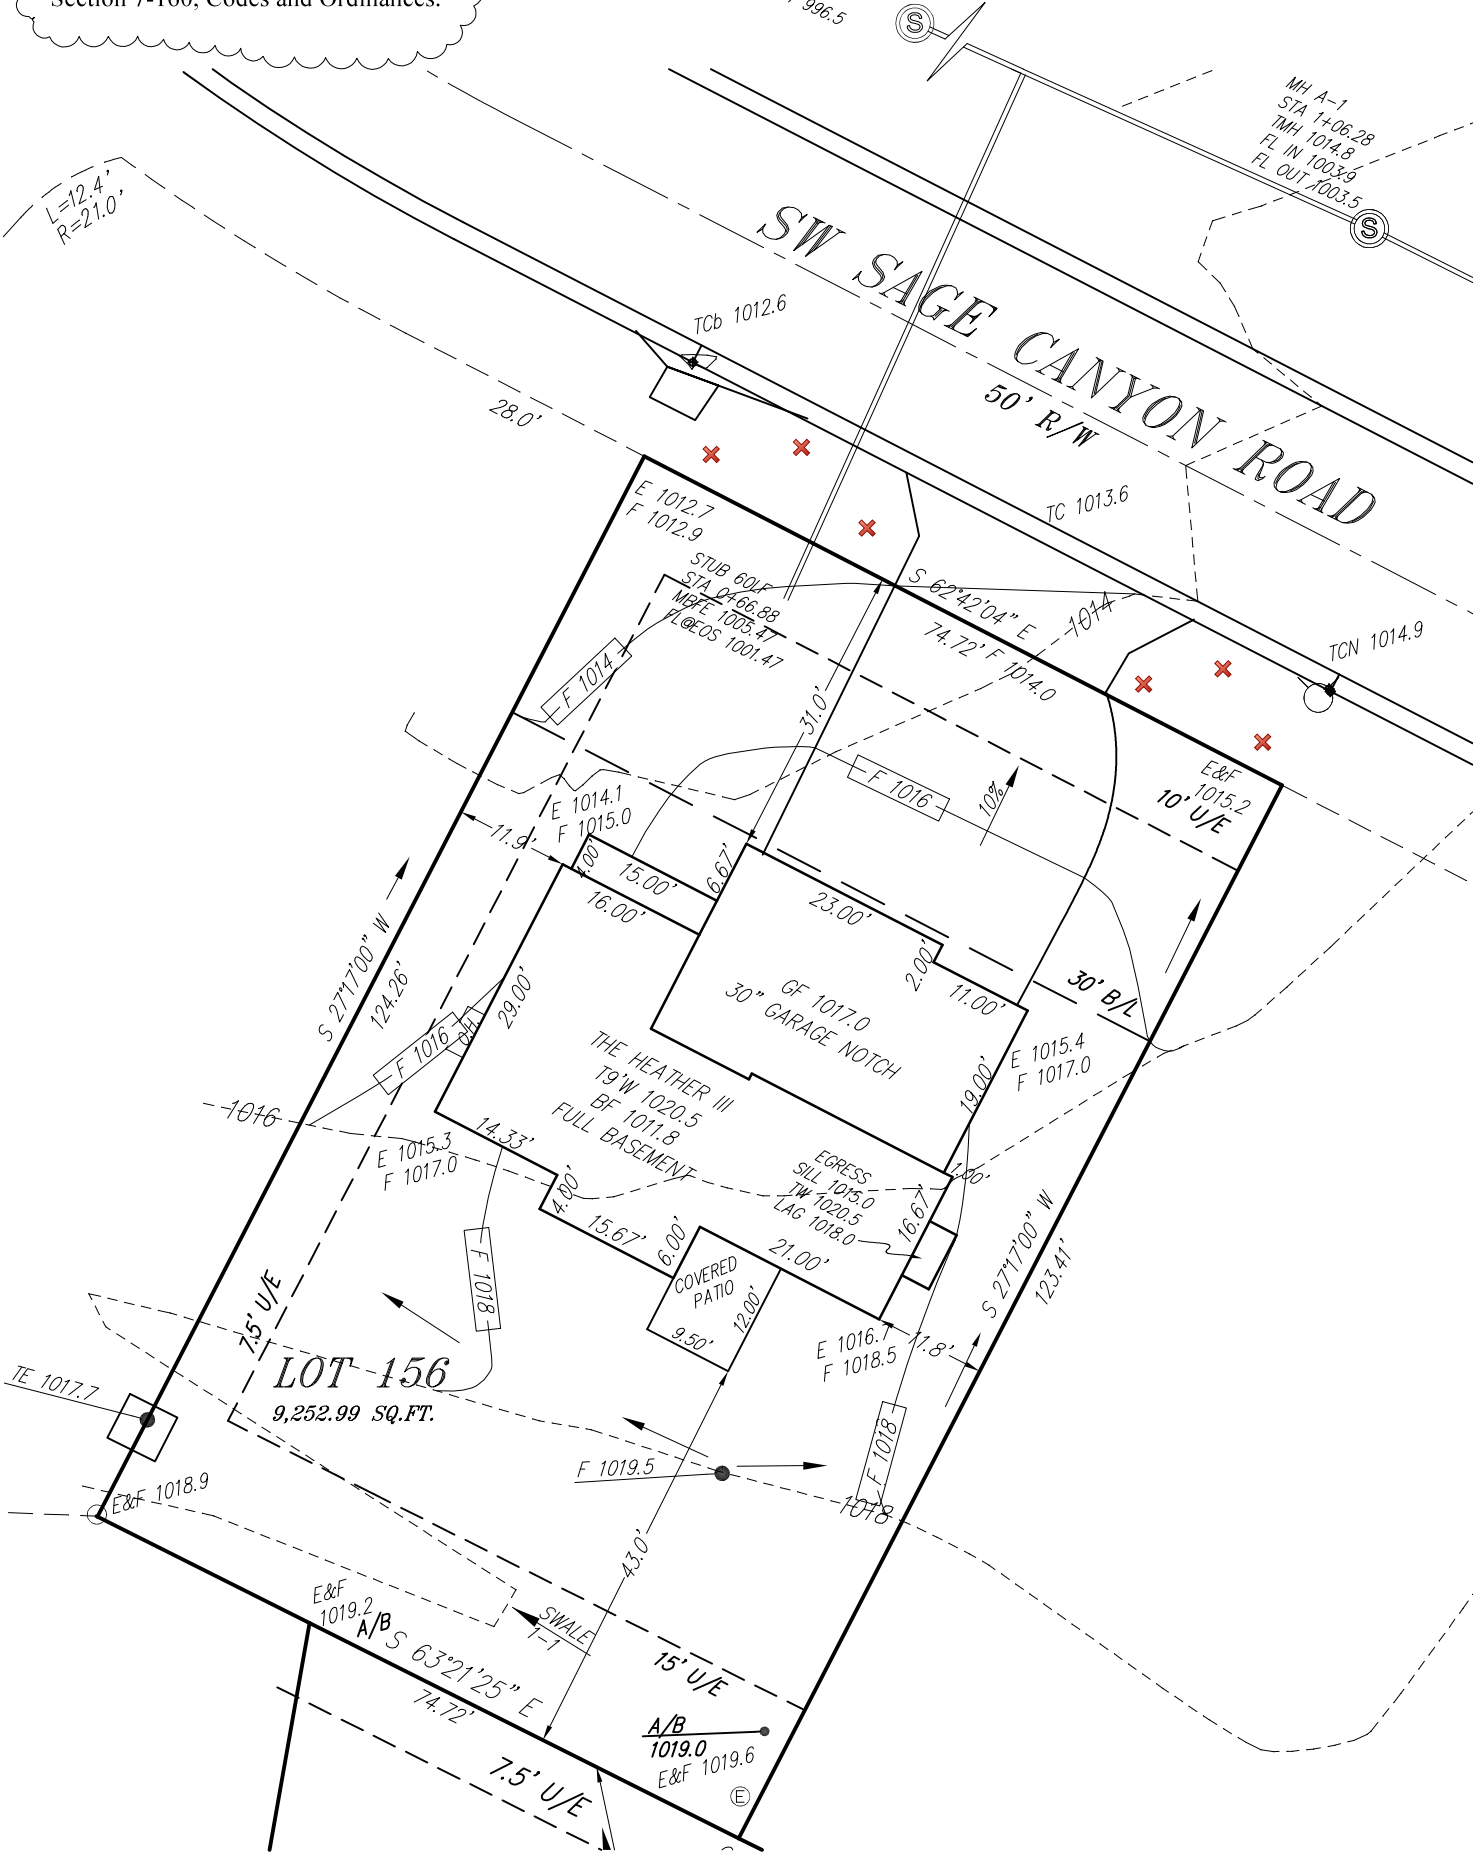 Section 7-160, Codes and Ordinances.
996.5
S
MH A-1
STA 1+06.28
TMH 1014.8
FL IN 1003.9
FL OUT 1003.5
S
L=12.4'
R=21.0'
SW SAGE CANYON ROAD
50' R/W
TCb 1012.6
28.0'
TC 1013.6
E 1012.7
F 1012.9
STUB 60LF
STA 0+66.88
MBFE 1005.47
FL@EOS 1001.47
S 62°42'04" E
74.72'
F 1014.0
1014
TCN 1014.9
F 1014
31.0'
F 1016
10%
E&F
1015.2
10' U/E
E 1014.1
F 1015.0
11.9'
4.00'
15.00'
6.67'
16.00'
23.00'
2.00'
11.00'
30' B/L
S 27°17'00" W
124.26'
29.00'
GF 1017.0
30" GARAGE NOTCH
F 1016
O.H.
THE HEATHER III
T9'W 1020.5
BF 1011.8
FULL BASEMENT
E 1015.4
F 1017.0
19.00'
1016
14.33'
E 1015.3
F 1017.0
EGRESS
SILL 1015.0
TW 1020.5
LAG 1018.0
1.00'
16.67'
4.00'
15.67'
6.00'
21.00'
S 27°17'00" W
123.41'
F 1018
COVERED
PATIO
12.00'
9.50'
7.5' U/E
E 1016.7
F 1018.5
11.8'
LOT 156
9,252.99 SQ.FT.
TE 1017.7
F 1019.5
F 1018
1018
E&F 1018.9
43.0'
E&F
1019.2
A/B
SWALE
1-1
S 63°21'25" E
74.72'
15' U/E
A/B
1019.0
E&F 1019.6
7.5' U/E
E